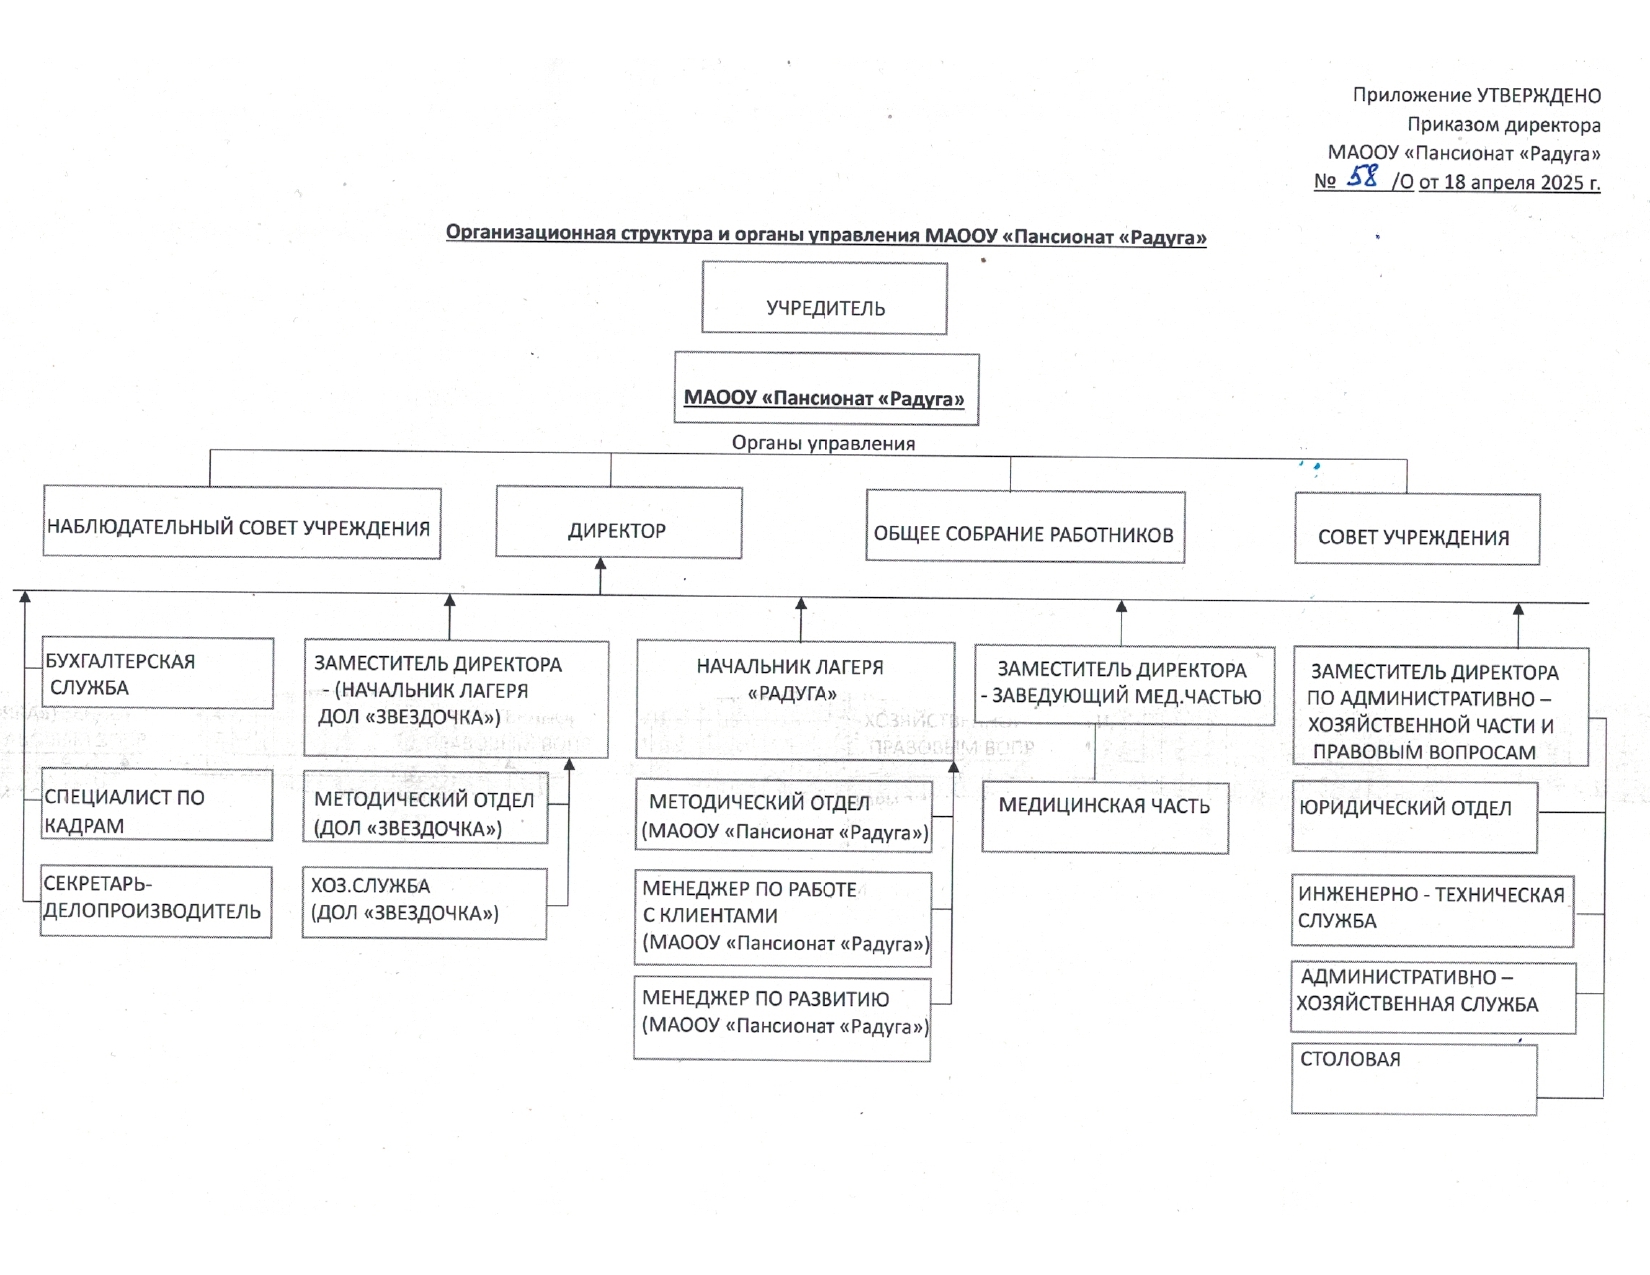 Приложение УТВЕРЖДЕНО
Приказом директора
МАООУ «Пансионат «Радуга»
№ 58 /О от 18 апреля 2025 г.
Организационная структура и органы управления МАООУ «Пансионат «Радуга»
УЧРЕДИТЕЛЬ
МАООУ «Пансионат «Радуга»
Органы управления
НАБЛЮДАТЕЛЬНЫЙ СОВЕТ УЧРЕЖДЕНИЯ
ДИРЕКТОР
ОБЩЕЕ СОБРАНИЕ РАБОТНИКОВ
СОВЕТ УЧРЕЖДЕНИЯ
БУХГАЛТЕРСКАЯ
СЛУЖБА
СПЕЦИАЛИСТ ПО
КАДРАМ
СЕКРЕТАРЬ-
ДЕЛОПРОИЗВОДИТЕЛЬ
ЗАМЕСТИТЕЛЬ ДИРЕКТОРА
- (НАЧАЛЬНИК ЛАГЕРЯ
ДОЛ «ЗВЕЗДОЧКА»)
МЕТОДИЧЕСКИЙ ОТДЕЛ
(ДОЛ «ЗВЕЗДОЧКА»)
ХОЗ.СЛУЖБА
(ДОЛ «ЗВЕЗДОЧКА»)
НАЧАЛЬНИК ЛАГЕРЯ
«РАДУГА»
МЕТОДИЧЕСКИЙ ОТДЕЛ
(МАООУ «Пансионат «Радуга»)
МЕНЕДЖЕР ПО РАБОТЕ
С КЛИЕНТАМИ
(МАООУ «Пансионат «Радуга»)
МЕНЕДЖЕР ПО РАЗВИТИЮ
(МАООУ «Пансионат «Радуга»)
ЗАМЕСТИТЕЛЬ ДИРЕКТОРА
- ЗАВЕДУЮЩИЙ МЕД.ЧАСТЬЮ
МЕДИЦИНСКАЯ ЧАСТЬ
ЗАМЕСТИТЕЛЬ ДИРЕКТОРА
ПО АДМИНИСТРАТИВНО –
ХОЗЯЙСТВЕННОЙ ЧАСТИ И
ПРАВОВЫМ ВОПРОСАМ
ЮРИДИЧЕСКИЙ ОТДЕЛ
ИНЖЕНЕРНО - ТЕХНИЧЕСКАЯ
СЛУЖБА
АДМИНИСТРАТИВНО –
ХОЗЯЙСТВЕННАЯ СЛУЖБА
СТОЛОВАЯ